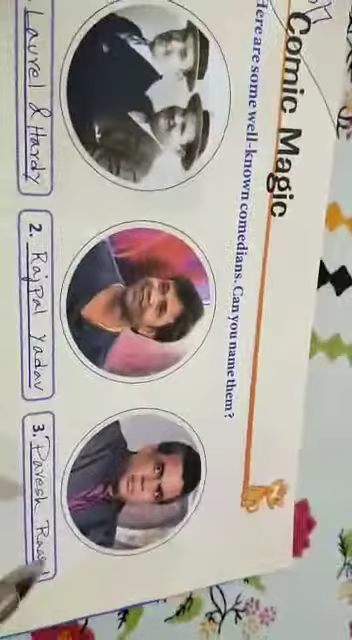 Comic Magic
Here are some well-known comedians. Can you name them?
Laurel & Hardy
2. Rajpal Yadav
3. Paresh